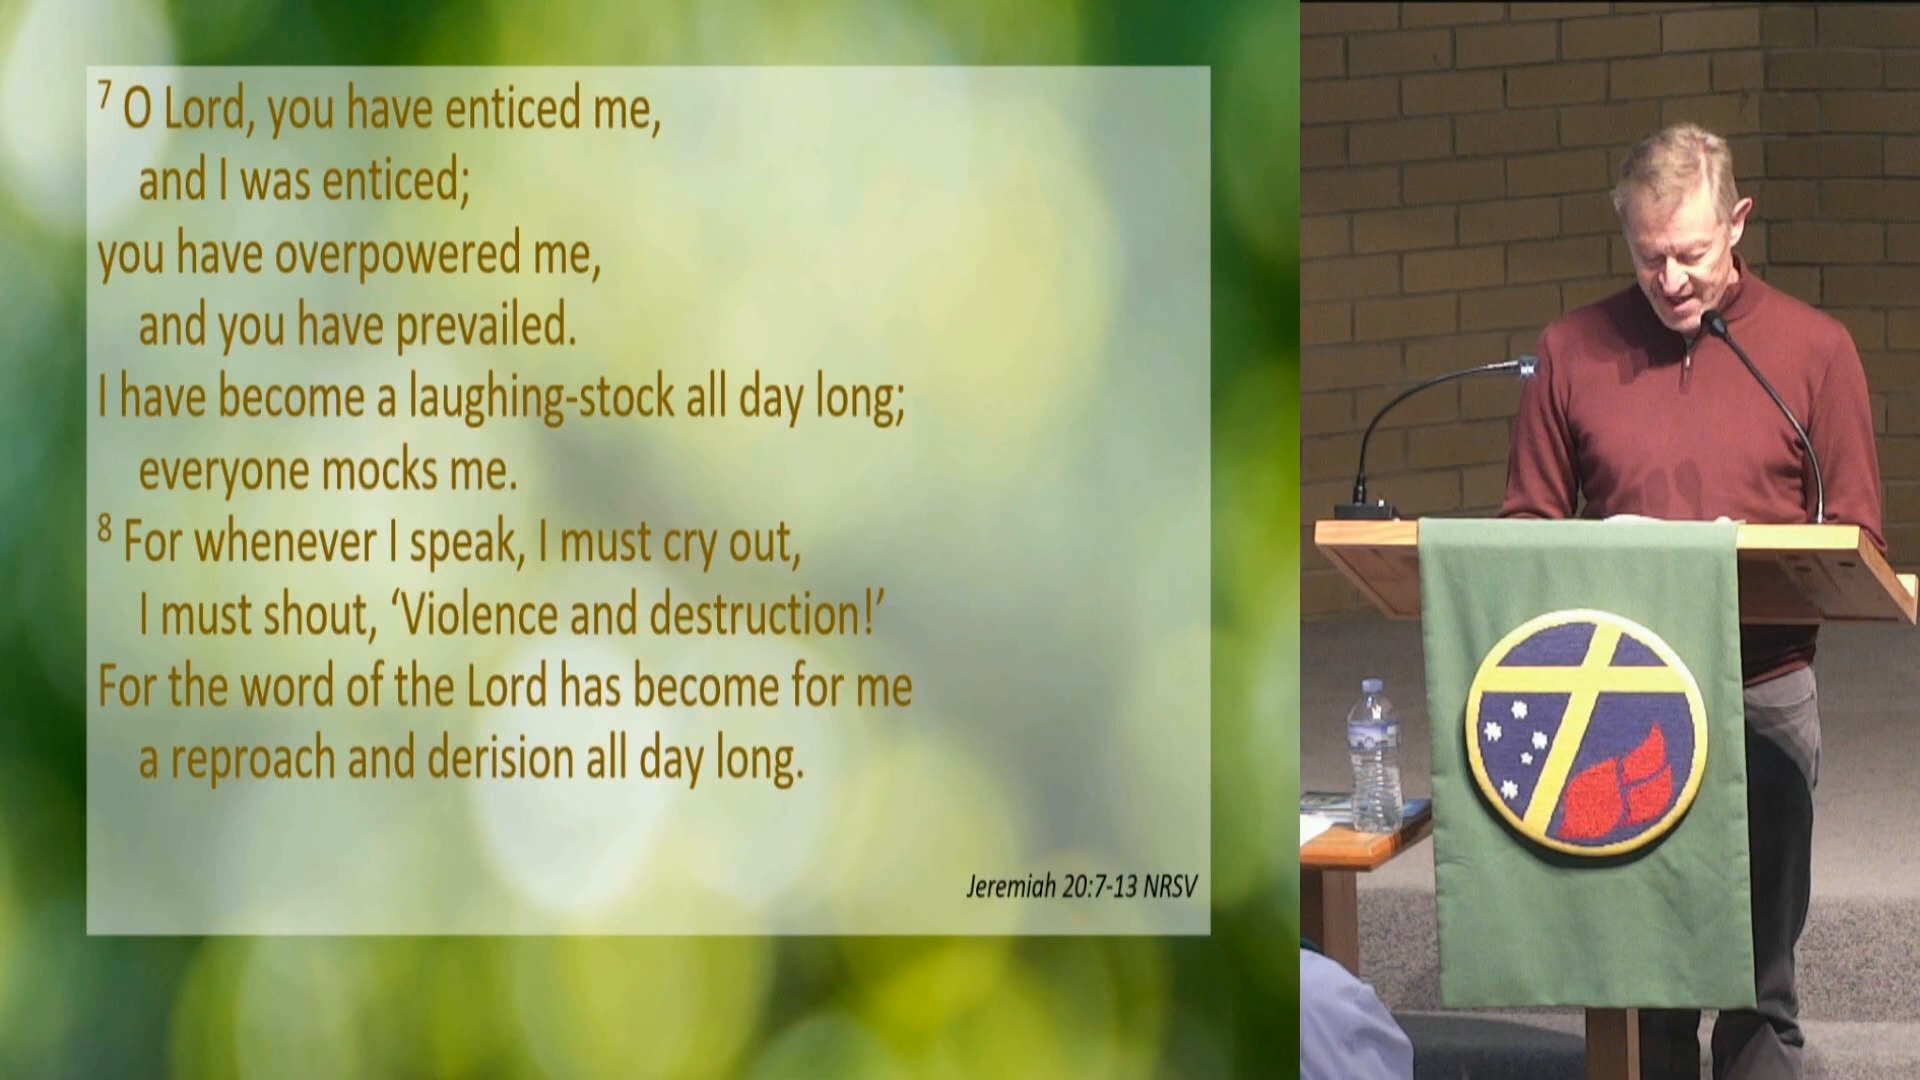 7 O Lord, you have enticed me,
and I was enticed;
you have overpowered me,
and you have prevailed.
I have become a laughing-stock all day long;
everyone mocks me.
8 For whenever I speak, I must cry out,
I must shout, ‘Violence and destruction!’
For the word of the Lord has become for me
a reproach and derision all day long.
Jeremiah 20:7-13 NRSV